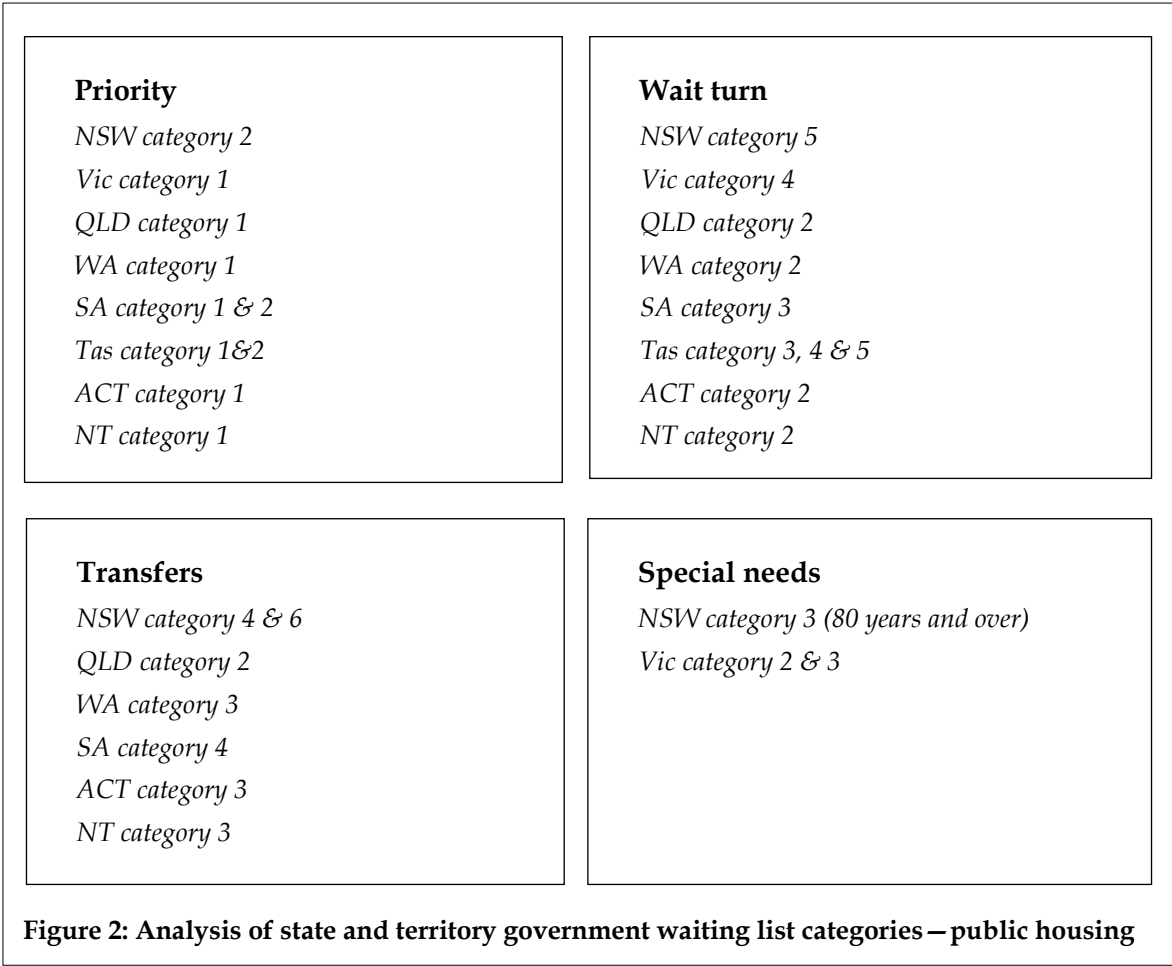 Priority
NSW category 2
Vic category 1
QLD category 1
WA category 1
SA category 1 & 2
Tas category 1&2
ACT category 1
NT category 1
Wait turn
NSW category 5
Vic category 4
QLD category 2
WA category 2
SA category 3
Tas category 3, 4 & 5
ACT category 2
NT category 2
Transfers
NSW category 4 & 6
QLD category 2
WA category 3
SA category 4
ACT category 3
NT category 3
Special needs
NSW category 3 (80 years and over)
Vic category 2 & 3
Figure 2: Analysis of state and territory government waiting list categories—public housing